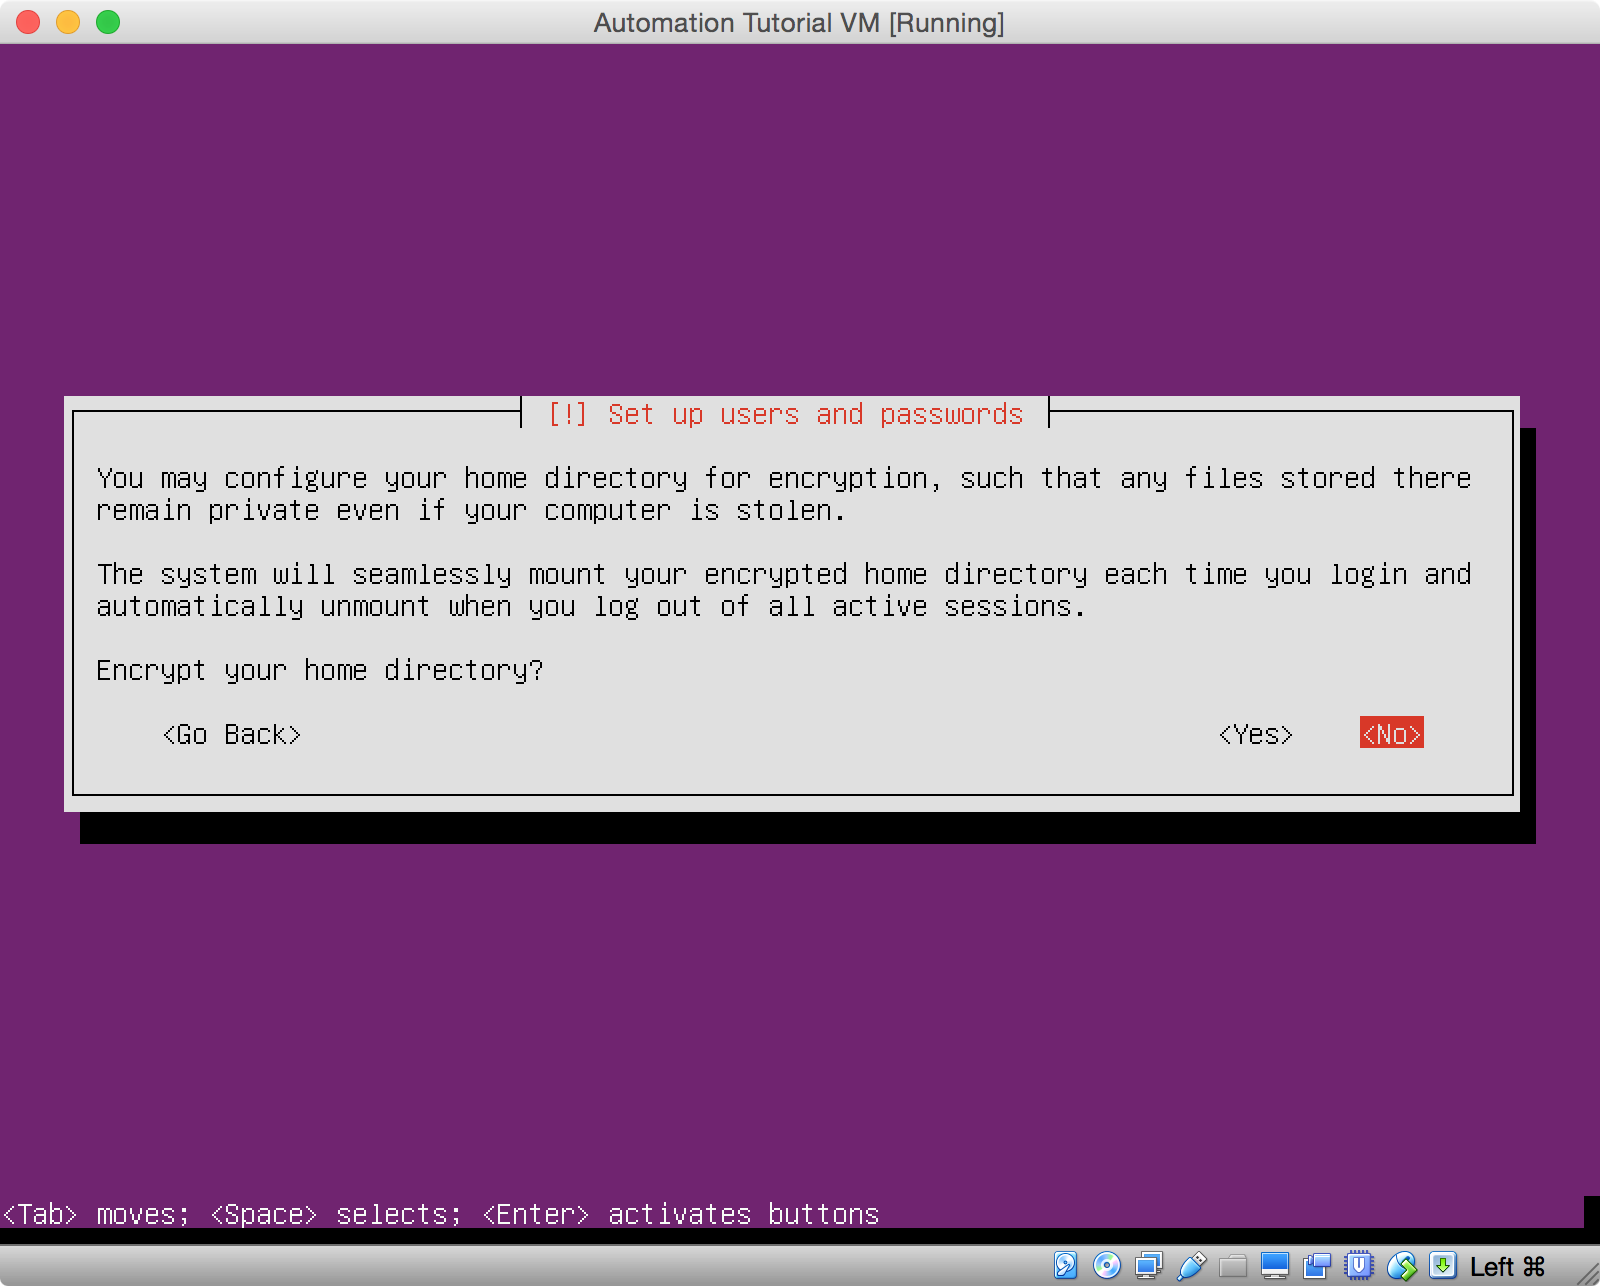 Automation Tutorial VM [Running]
[!] Set up users and passwords
You may configure your home directory for encryption, such that any files stored there
remain private even if your computer is stolen.
The system will seamlessly mount your encrypted home directory each time you login and
automatically unmount when you log out of all active sessions.
Encrypt your home directory?
<Go Back> <Yes> <No>
<Tab> moves; <Space> selects; <Enter> activates buttons
Left ⌘